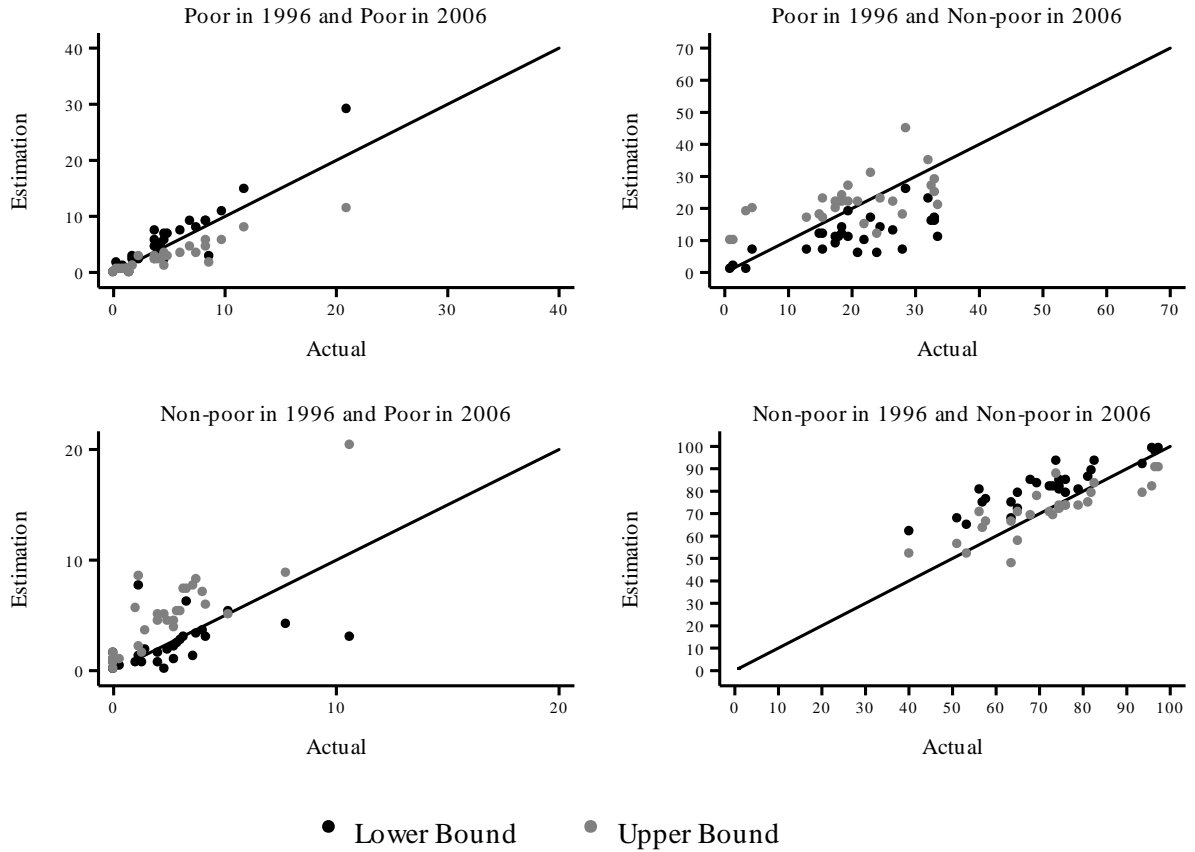 Poor in 1996 and Poor in 2006
Estimation
40
30
20
10
0
0 10 20 30 40
Actual
Poor in 1996 and Non-poor in 2006
Estimation
70
60
50
40
30
20
10
0
0 10 20 30 40 50 60 70
Actual
Non-poor in 1996 and Poor in 2006
Estimation
20
10
0
0 10 20
Actual
Non-poor in 1996 and Non-poor in 2006
Estimation
100
90
80
70
60
50
40
30
20
10
0
0 10 20 30 40 50 60 70 80 90 100
Actual
Lower Bound Upper Bound